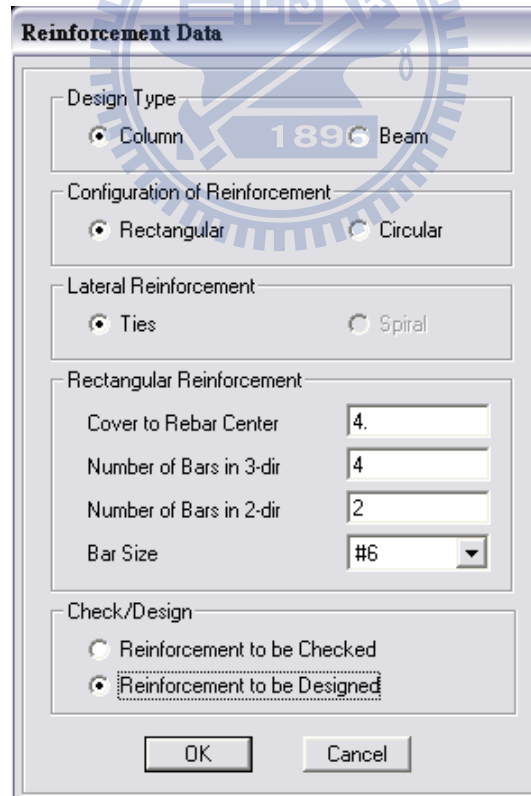 Reinforcement Data
Design Type
Column Beam
1896
Configuration of Reinforcement
Rectangular Circular
Lateral Reinforcement
Ties Spiral
Rectangular Reinforcement
Cover to Rebar Center 4.
Number of Bars in 3-dir 4
Number of Bars in 2-dir 2
Bar Size #6
Check/Design
Reinforcement to be Checked
Reinforcement to be Designed
OK Cancel